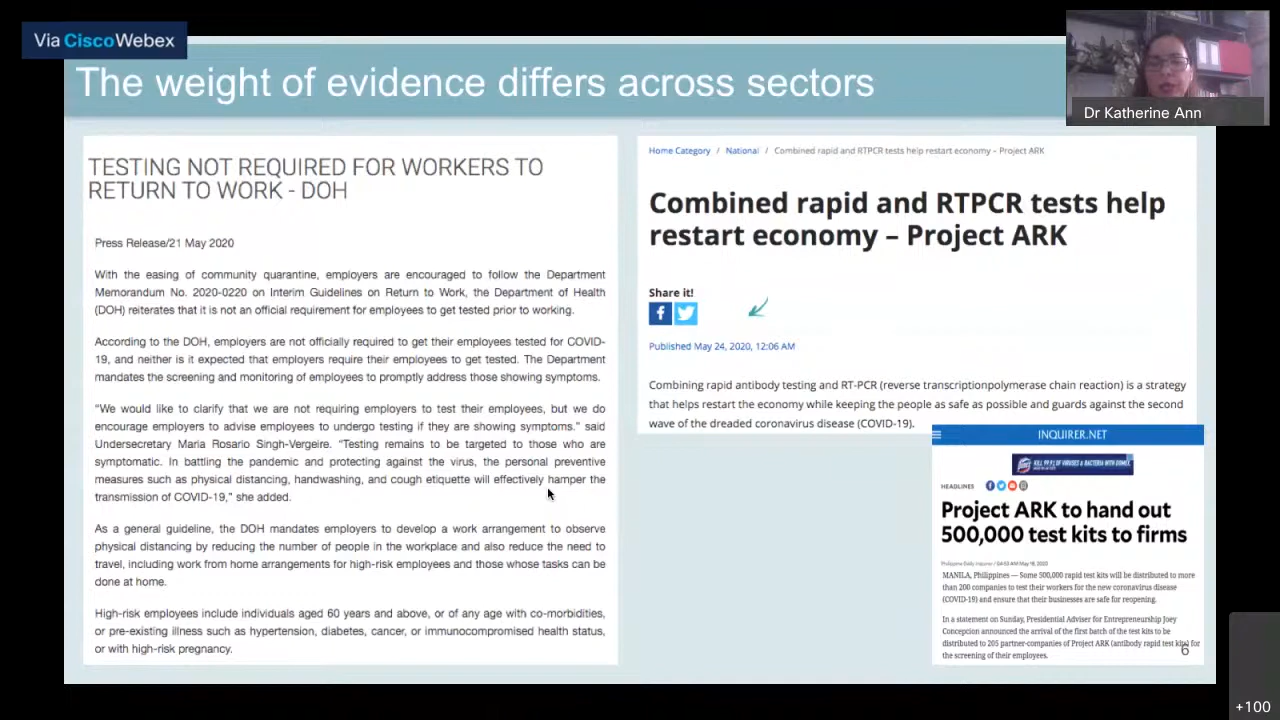 Via CiscoWebex
The weight of evidence differs across sectors
Dr Katherine Ann
TESTING NOT REQUIRED FOR WORKERS TO
RETURN TO WORK - DOH
Press Release/21 May 2020
With the easing of community quarantine, employers are encouraged to follow the Department
Memorandum No. 2020-0220 on Interim Guidelines on Return to Work, the Department of Health
(DOH) reiterates that it is not an official requirement for employees to get tested prior to working.
According to the DOH, employers are not officially required to get their employees tested for COVID-
19, and neither is it expected that employers require their employees to get tested. The Department
mandates the screening and monitoring of employees to promptly address those showing symptoms.
“We would like to clarify that we are not requiring employers to test their employees, but we do
encourage employers to advise employees to undergo testing if they are showing symptoms.” said
Undersecretary Maria Rosario Singh-Vergeire. “Testing remains to be targeted to those who are
symptomatic. In battling the pandemic and protecting against the virus, the personal preventive
measures such as physical distancing, handwashing, and cough etiquette will effectively hamper the
transmission of COVID-19,” she added.
As a general guideline, the DOH mandates employers to develop a work arrangement to observe
physical distancing by reducing the number of people in the workplace and also reduce the need to
travel, including work from home arrangements for high-risk employees and those whose tasks can be
done at home.
High-risk employees include individuals aged 60 years and above, or of any age with co-morbidities,
or pre-existing illness such as hypertension, diabetes, cancer, or immunocompromised health status,
or with high-risk pregnancy.
Home Category / National / Combined rapid and RTPCR tests help restart economy – Project ARK
Combined rapid and RTPCR tests help
restart economy – Project ARK
Share it!
Published May 24, 2020, 12:06 AM
Combining rapid antibody testing and RT-PCR (reverse transcriptionpolymerase chain reaction) is a strategy
that helps restart the economy while keeping the people as safe as possible and guards against the second
wave of the dreaded coronavirus disease (COVID-19).
INQUIRER.NET
KILL 99.9% OF VIRUSES & BACTERIA WITH DOMEX
HEADLINES
Project ARK to hand out
500,000 test kits to firms
Philippine Daily Inquirer / 04:53 AM May 18, 2020
MANILA, Philippines — Some 500,000 rapid test kits will be distributed to more
than 200 companies to test their workers for the new coronavirus disease
(COVID-19) and ensure that their businesses are safe for reopening.
In a statement on Sunday, Presidential Adviser for Entrepreneurship Joey
Concepcion announced the arrival of the first batch of the test kits to be
distributed to 205 partner-companies of Project ARK (antibody rapid test kits) for
the screening of their employees.
6
+100